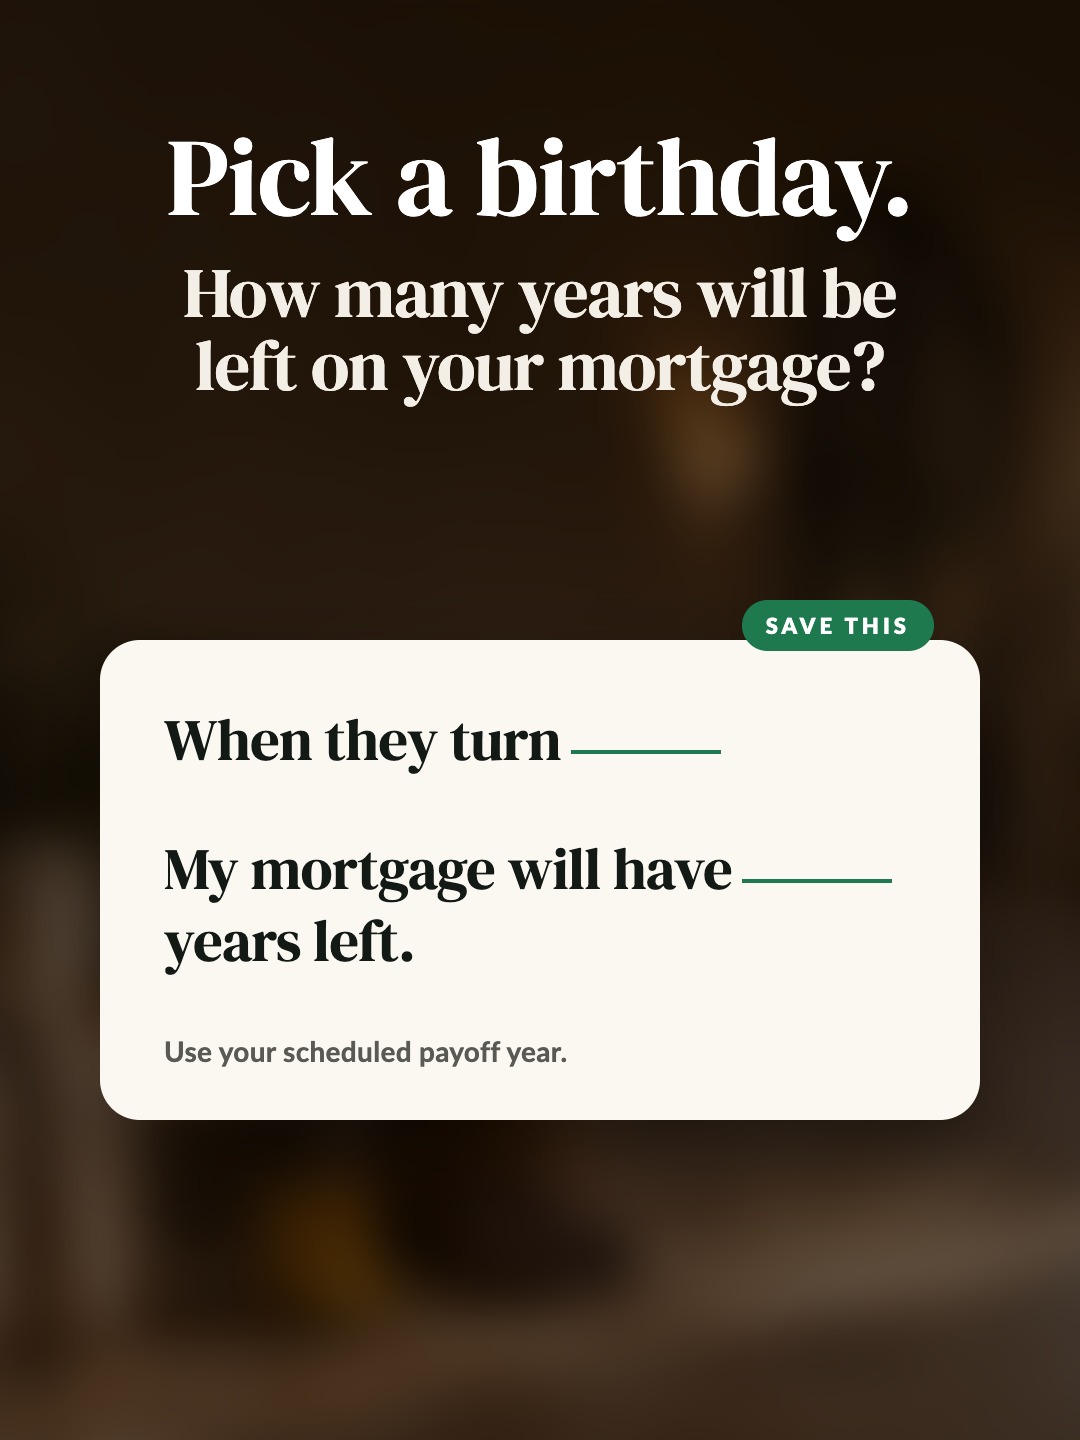 Pick a birthday.
How many years will be
left on your mortgage?
SAVE THIS
When they turn
My mortgage will have
years left.
Use your scheduled payoff year.